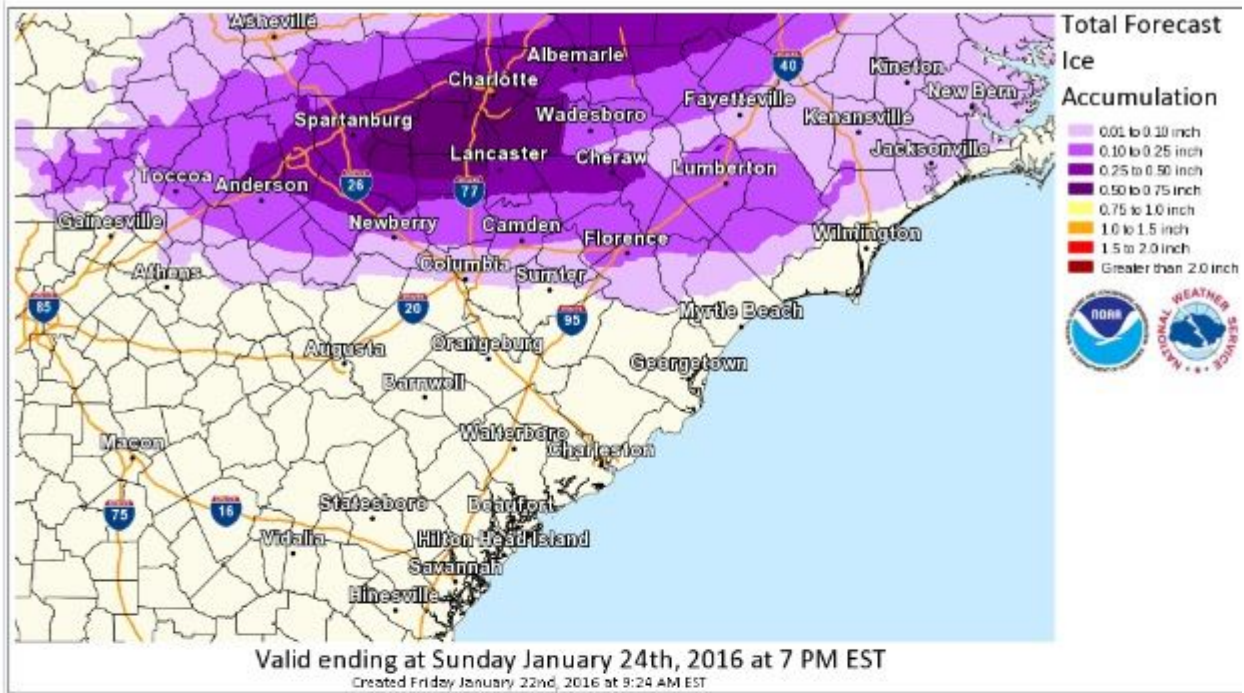 Asheville
Albemarle
Charlotte
40
Kinston
New Bern
Fayetteville
Spartanburg
Wadesboro
Kenansville
Lancaster
Cheraw
Jacksonville
Toccoa
Anderson
26
77
Lumberton
Gainesville
Newberry
Camden
Florence
Wilmington
Athens
Columbia
Sumter
85
20
95
Myrtle Beach
Augusta
Orangeburg
Georgetown
Barnwell
Macon
Walterboro
Charleston
75
16
Statesboro
Beaufort
Vidalia
Hilton Head Island
Savannah
Hinesville
Total Forecast
Ice
Accumulation
0.01 to 0.10 inch
0.10 to 0.25 inch
0.25 to 0.50 inch
0.50 to 0.75 inch
0.75 to 1.0 inch
1.0 to 1.5 inch
1.5 to 2.0 inch
Greater than 2.0 inch
NOAA
NATIONAL WEATHER SERVICE
Valid ending at Sunday January 24th, 2016 at 7 PM EST
Created Friday January 22nd, 2016 at 9:24 AM EST